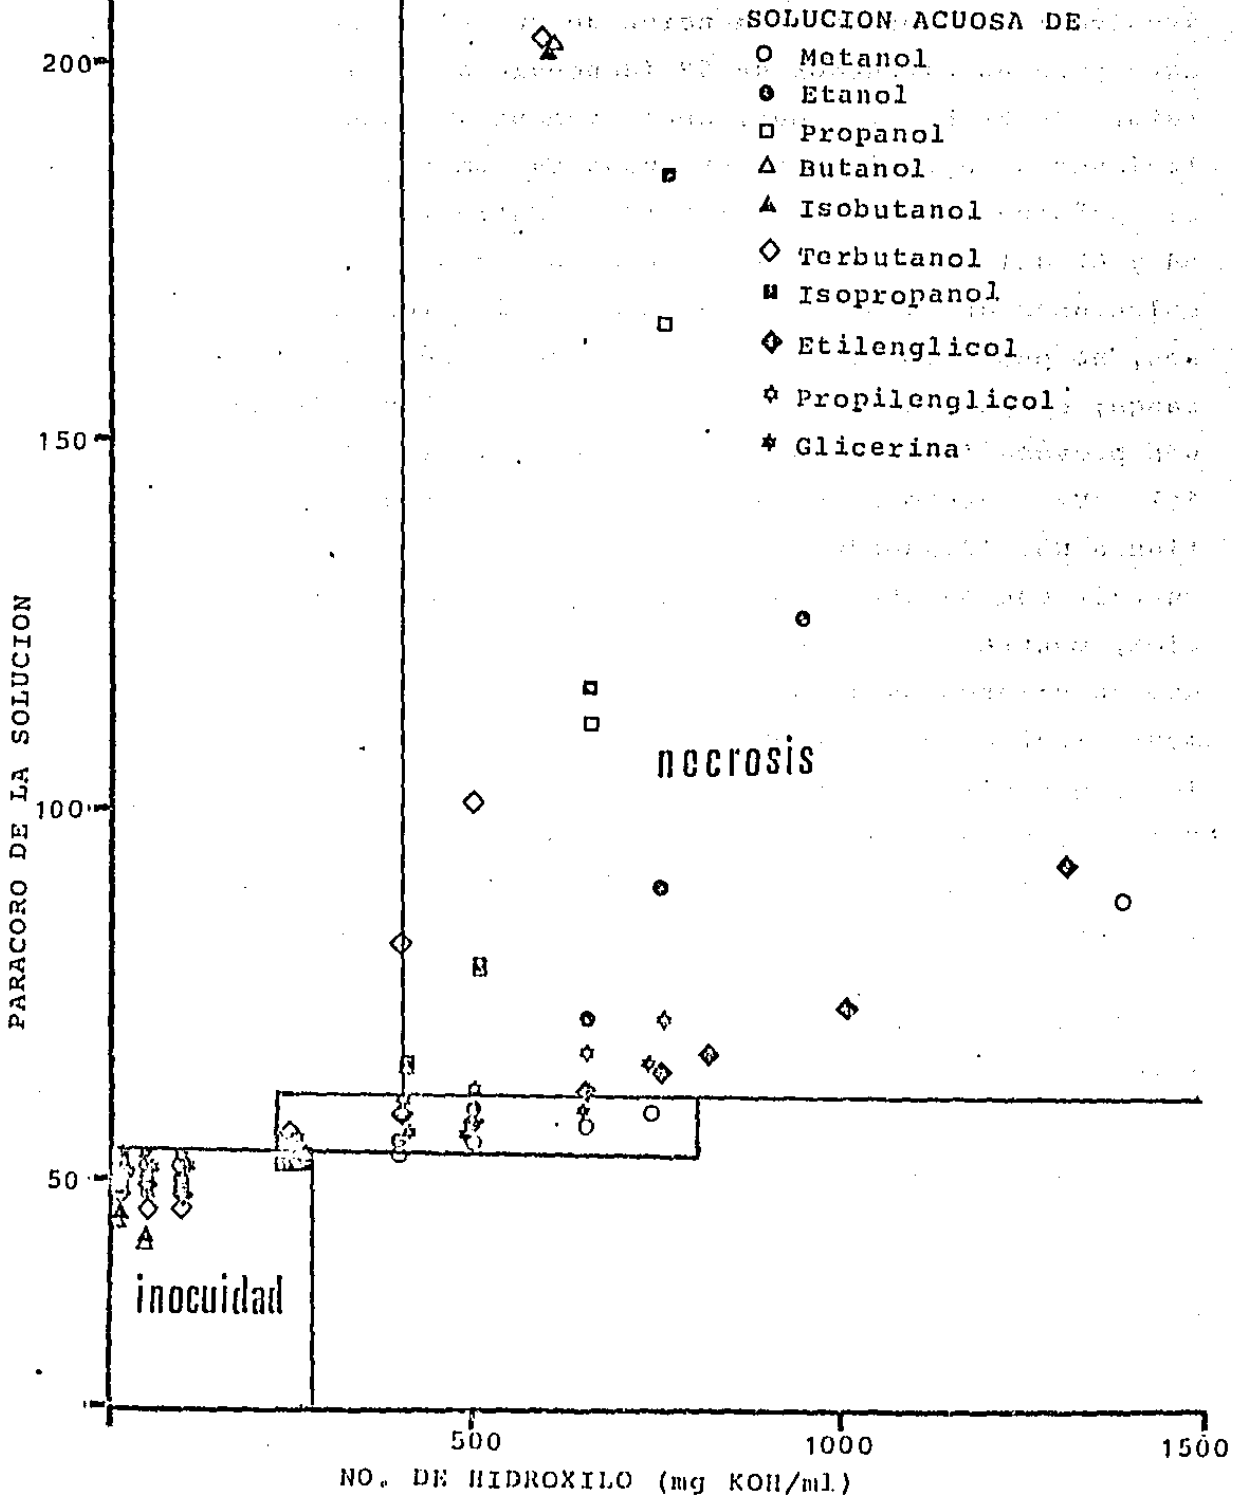 SOLUCION ACUOSA DE
Metanol
Etanol
Propanol
Butanol
Isobutanol
Terbutanol
Isopropanol
Etilenglicol
Propilenglicol
Glicerina
200
150
100
50
PARACORO DE LA SOLUCION
necrosis
inocuidad
500
1000
1500
NO. DE HIDROXILO (mg KOH/ml)